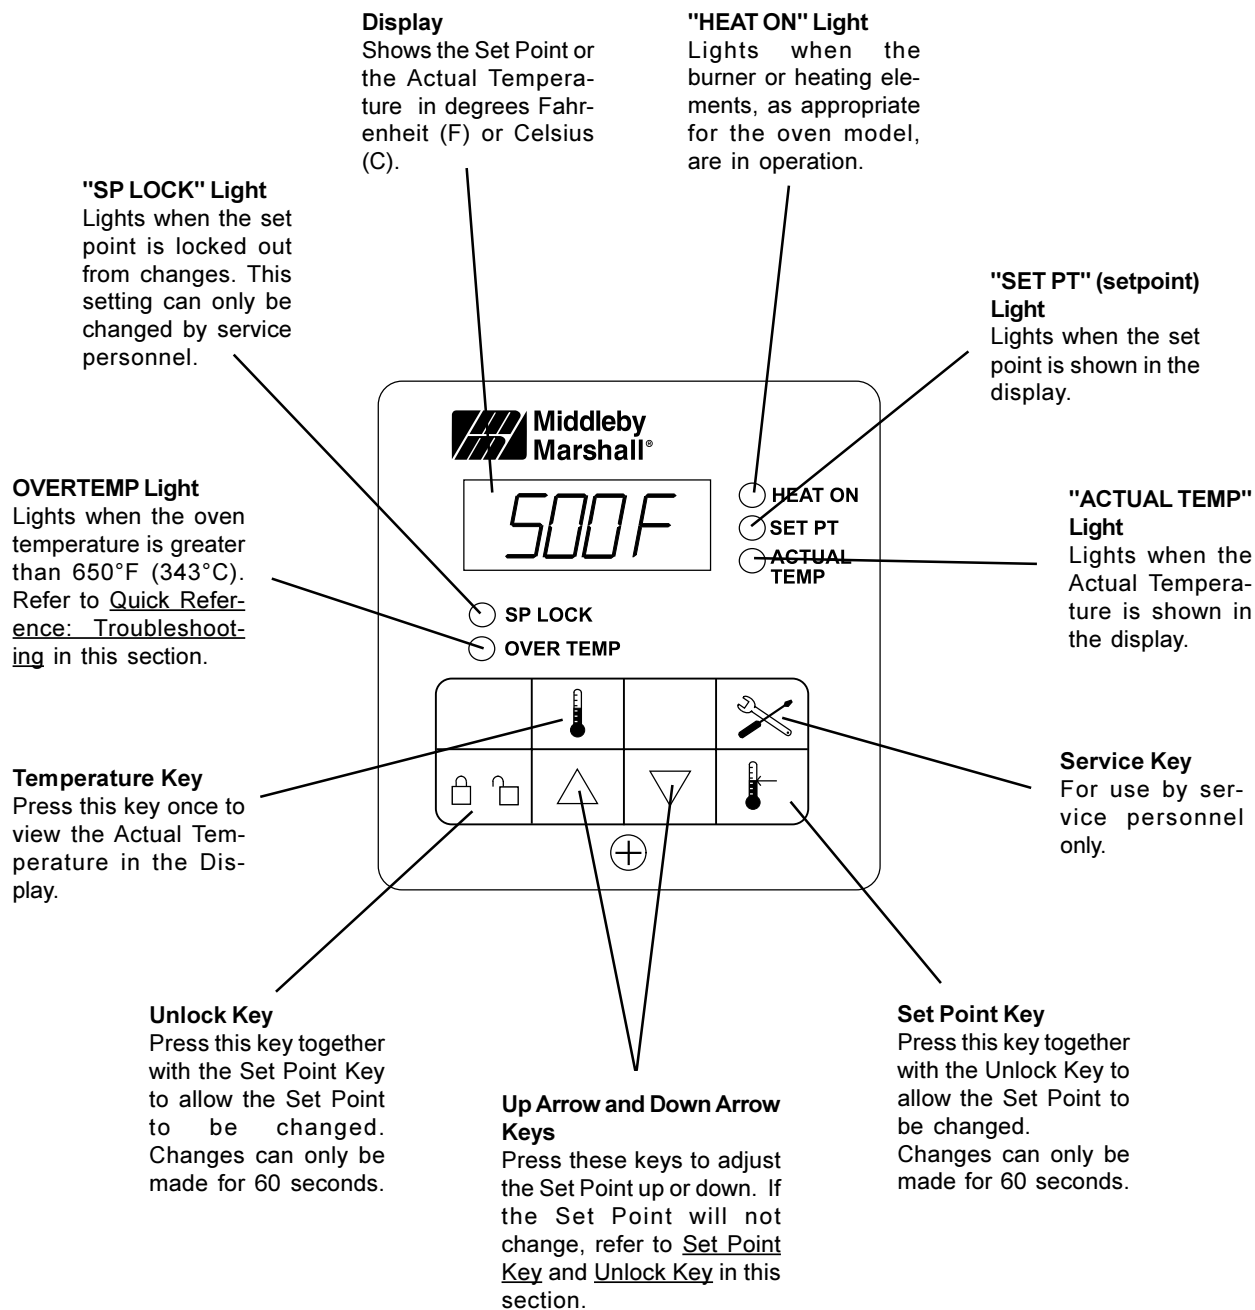 Display
Shows the Set Point or
the Actual Tempera-
ture in degrees Fahr-
enheit (F) or Celsius
(C).
"HEAT ON" Light
Lights when the
burner or heating ele-
ments, as appropriate
for the oven model,
are in operation.
"SP LOCK" Light
Lights when the set
point is locked out
from changes. This
setting can only be
changed by service
personnel.
"SET PT" (setpoint)
Light
Lights when the set
point is shown in the
display.
OVERTEMP Light
Lights when the oven
temperature is greater
than 650°F (343°C).
Refer to Quick Refer-
ence: Troubleshoot-
ing in this section.
Middleby
Marshall®
500F
HEAT ON
SET PT
ACTUAL
TEMP
SP LOCK
OVER TEMP
"ACTUAL TEMP"
Light
Lights when the
Actual Tempera-
ture is shown in
the display.
Temperature Key
Press this key once to
view the Actual Tem-
perature in the Dis-
play.
Service Key
For use by ser-
vice personnel
only.
Unlock Key
Press this key together
with the Set Point Key
to allow the Set Point
to be changed.
Changes can only be
made for 60 seconds.
Up Arrow and Down Arrow
Keys
Press these keys to adjust
the Set Point up or down. If
the Set Point will not
change, refer to Set Point
Key and Unlock Key in this
section.
Set Point Key
Press this key together
with the Unlock Key to
allow the Set Point to
be changed.
Changes can only be
made for 60 seconds.